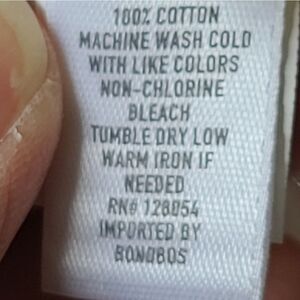 100% COTTON
MACHINE WASH COLD
WITH LIKE COLORS
NON-CHLORINE
BLEACH
TUMBLE DRY LOW
WARM IRON IF
NEEDED
RN# 128054
IMPORTED BY
BONOBOS